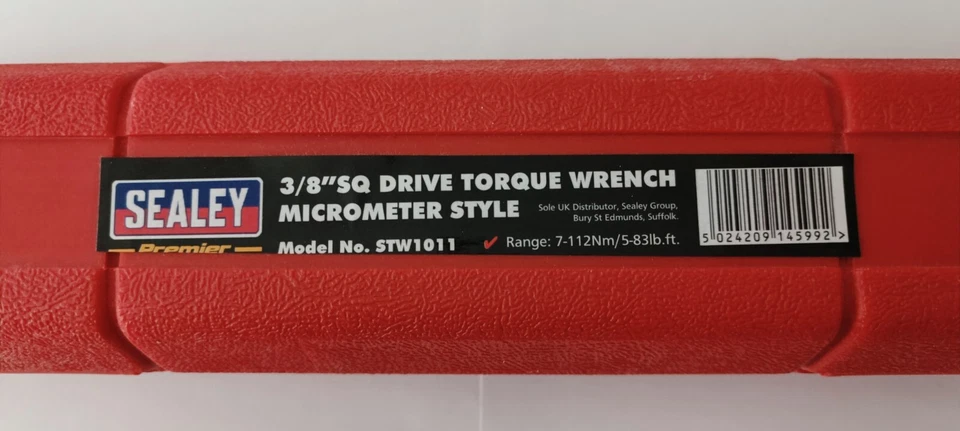 SEALEY
Premier
3/8"SQ DRIVE TORQUE WRENCH
MICROMETER STYLE
Sole UK Distributor, Sealey Group,
Bury St Edmunds, Suffolk.
Model No. STW1011 ✓ Range: 7-112Nm/5-83lb.ft.
5 024209 145992 >